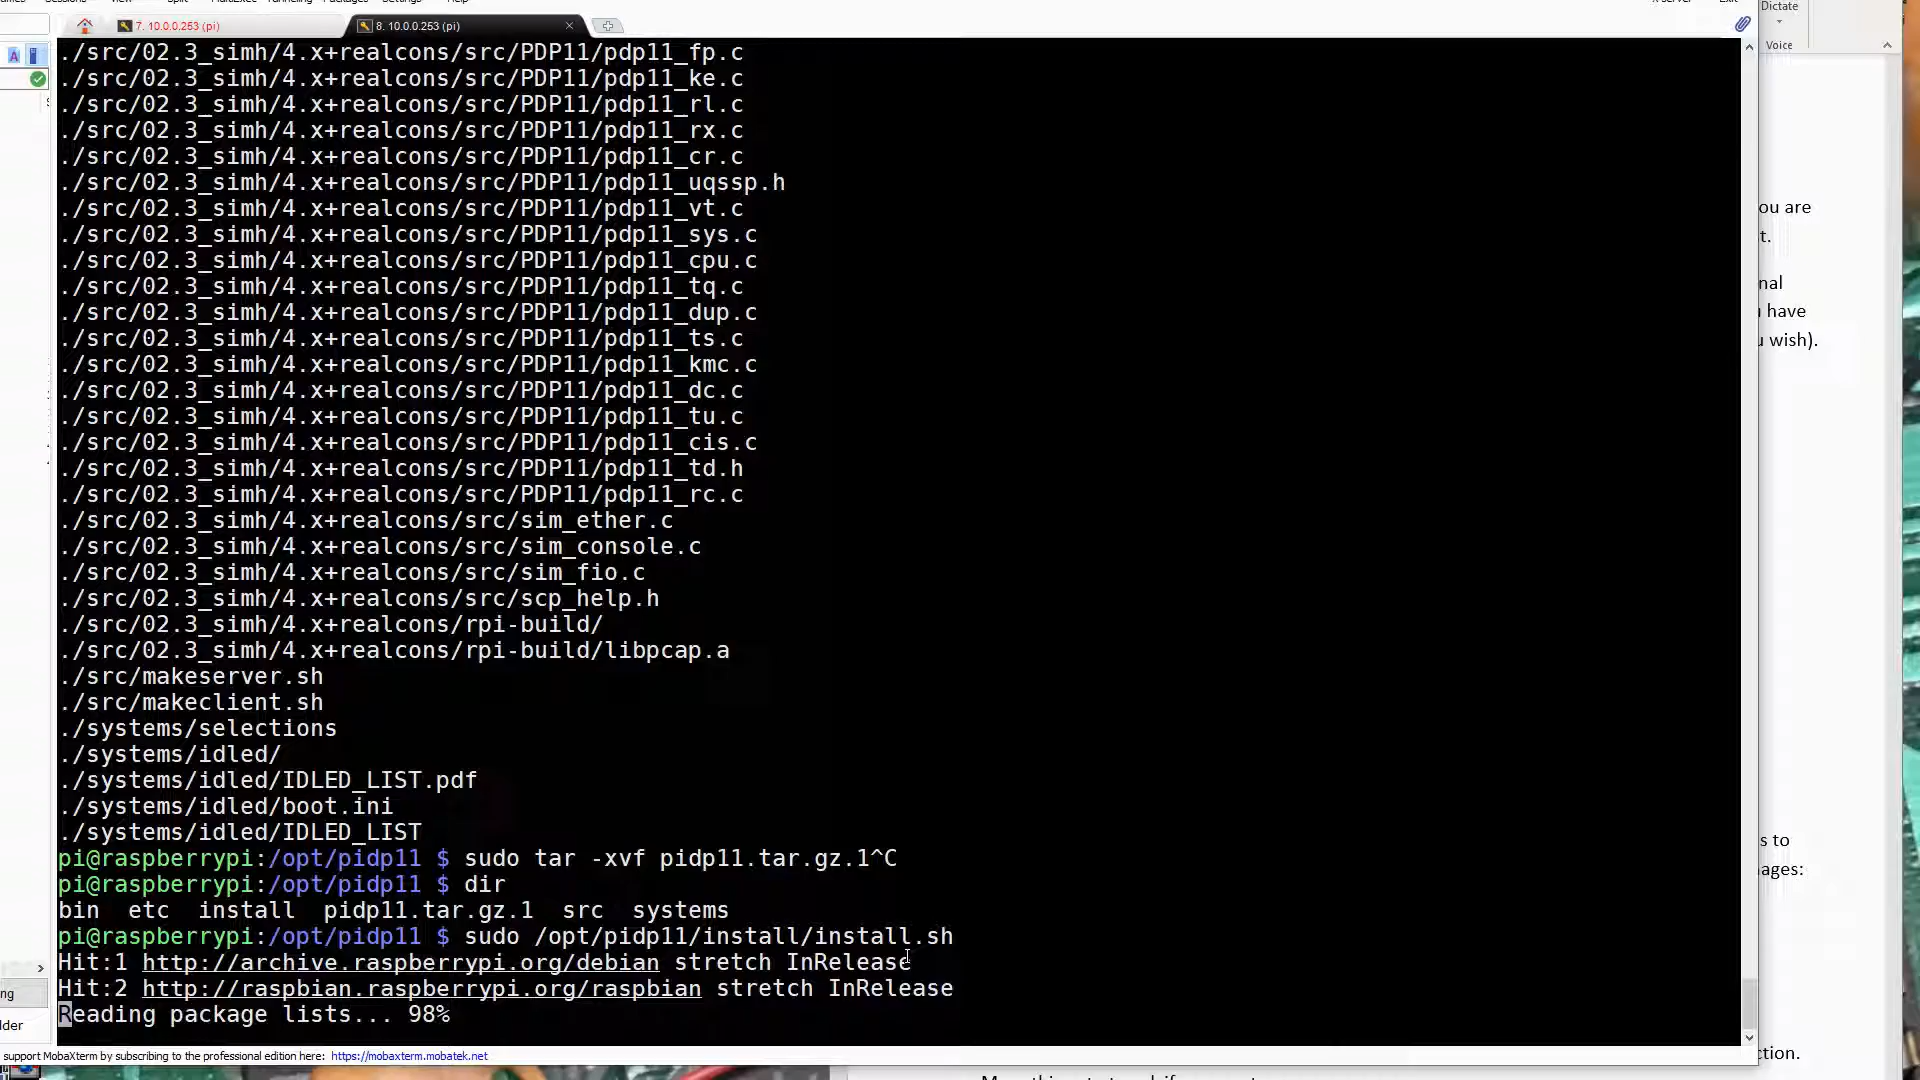 Dictate
Voice
7. 10.0.0.253 (pi)
8. 10.0.0.253 (pi)
./src/02.3_simh/4.x+realcons/src/PDP11/pdp11_fp.c
./src/02.3_simh/4.x+realcons/src/PDP11/pdp11_ke.c
./src/02.3_simh/4.x+realcons/src/PDP11/pdp11_rl.c
./src/02.3_simh/4.x+realcons/src/PDP11/pdp11_rx.c
./src/02.3_simh/4.x+realcons/src/PDP11/pdp11_cr.c
./src/02.3_simh/4.x+realcons/src/PDP11/pdp11_uqssp.h
./src/02.3_simh/4.x+realcons/src/PDP11/pdp11_vt.c
./src/02.3_simh/4.x+realcons/src/PDP11/pdp11_sys.c
./src/02.3_simh/4.x+realcons/src/PDP11/pdp11_cpu.c
./src/02.3_simh/4.x+realcons/src/PDP11/pdp11_tq.c
./src/02.3_simh/4.x+realcons/src/PDP11/pdp11_dup.c
./src/02.3_simh/4.x+realcons/src/PDP11/pdp11_ts.c
./src/02.3_simh/4.x+realcons/src/PDP11/pdp11_kmc.c
./src/02.3_simh/4.x+realcons/src/PDP11/pdp11_dc.c
./src/02.3_simh/4.x+realcons/src/PDP11/pdp11_tu.c
./src/02.3_simh/4.x+realcons/src/PDP11/pdp11_cis.c
./src/02.3_simh/4.x+realcons/src/PDP11/pdp11_td.h
./src/02.3_simh/4.x+realcons/src/PDP11/pdp11_rc.c
./src/02.3_simh/4.x+realcons/src/sim_ether.c
./src/02.3_simh/4.x+realcons/src/sim_console.c
./src/02.3_simh/4.x+realcons/src/sim_fio.c
./src/02.3_simh/4.x+realcons/src/scp_help.h
./src/02.3_simh/4.x+realcons/rpi-build/
./src/02.3_simh/4.x+realcons/rpi-build/libpcap.a
./src/makeserver.sh
./src/makeclient.sh
./systems/selections
./systems/idled/
./systems/idled/IDLED_LIST.pdf
./systems/idled/boot.ini
./systems/idled/IDLED_LIST
pi@raspberrypi:/opt/pidp11 $ sudo tar -xvf pidp11.tar.gz.1^C
pi@raspberrypi:/opt/pidp11 $ dir
bin  etc  install  pidp11.tar.gz.1  src  systems
pi@raspberrypi:/opt/pidp11 $ sudo /opt/pidp11/install/install.sh
Hit:1 http://archive.raspberrypi.org/debian stretch InRelease
Hit:2 http://raspbian.raspberrypi.org/raspbian stretch InRelease
Reading package lists... 98%
ou are
t.
nal
have
u wish).
s to
ages:
ction.
ng
lder
support MobaXterm by subscribing to the professional edition here: https://mobaxterm.mobatek.net